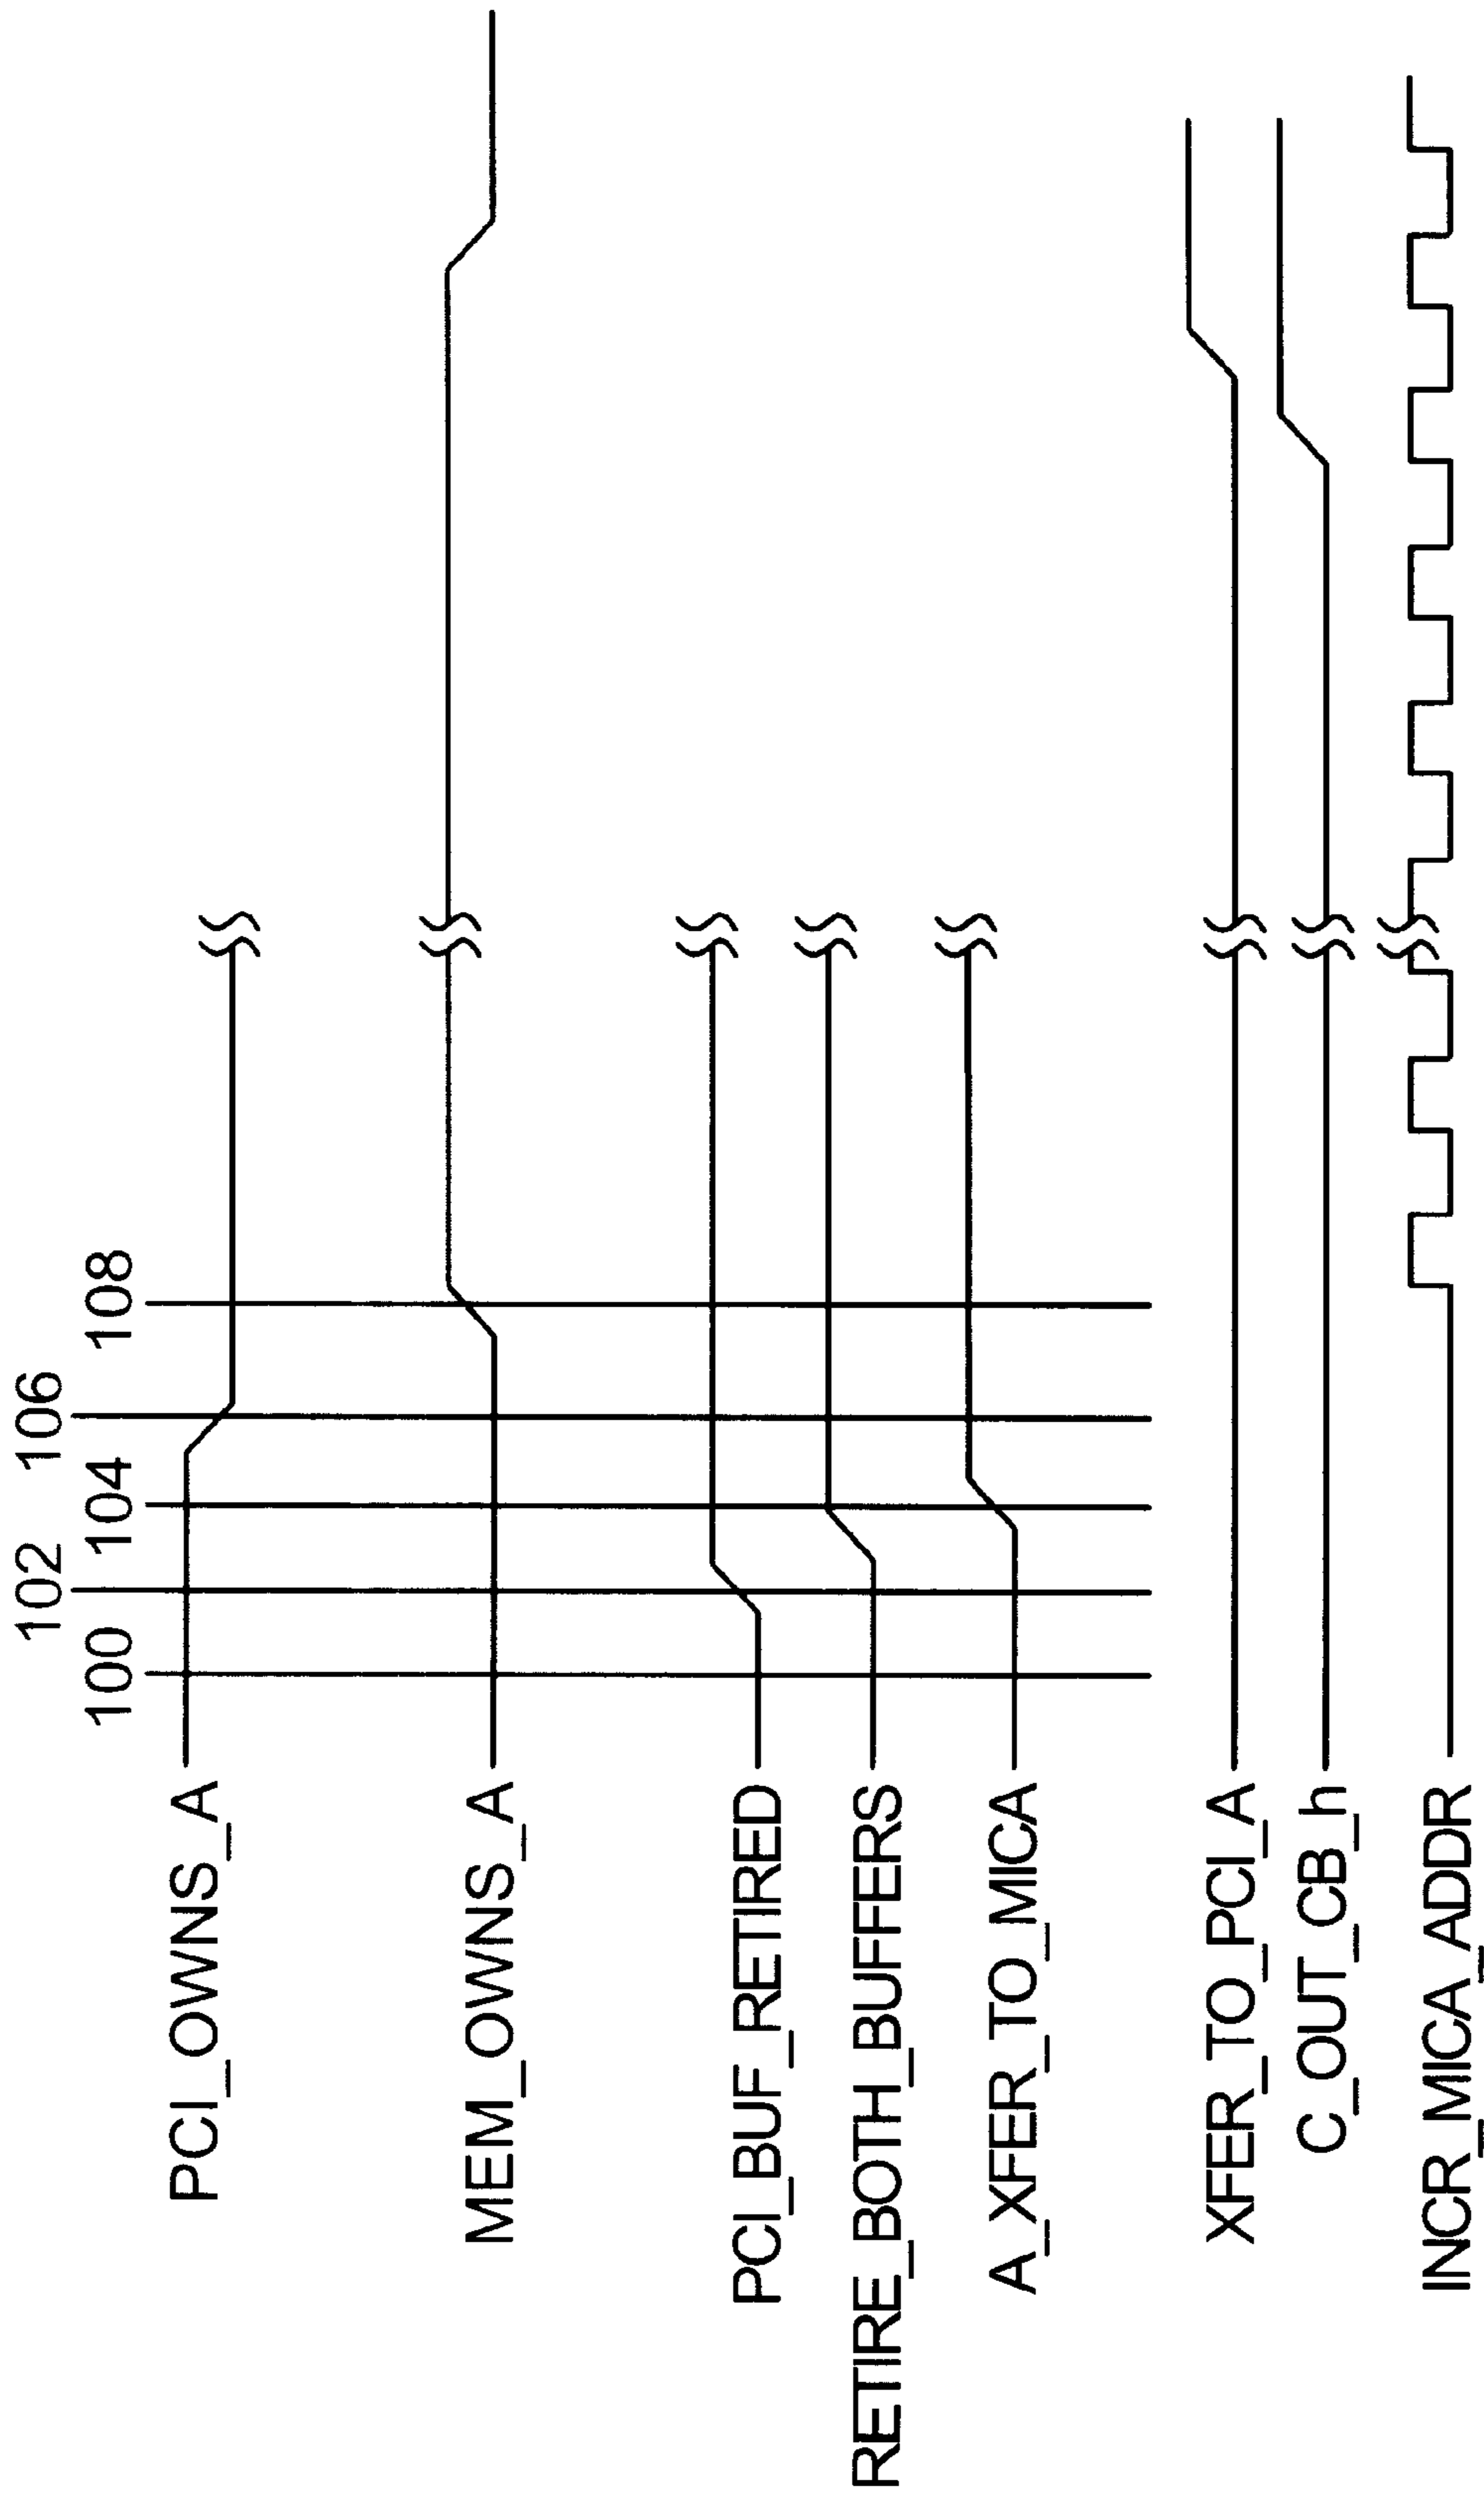 100
102
104
106
108
PCI_OWNS_A
MEM_OWNS_A
PCI_BUF_RETIRED
RETIRE_BOTH_BUFFERS
A_XFER_TO_MICA
XFER_TO_PCI_A
C_OUT_CB_h
INCR_MICA_ADDR